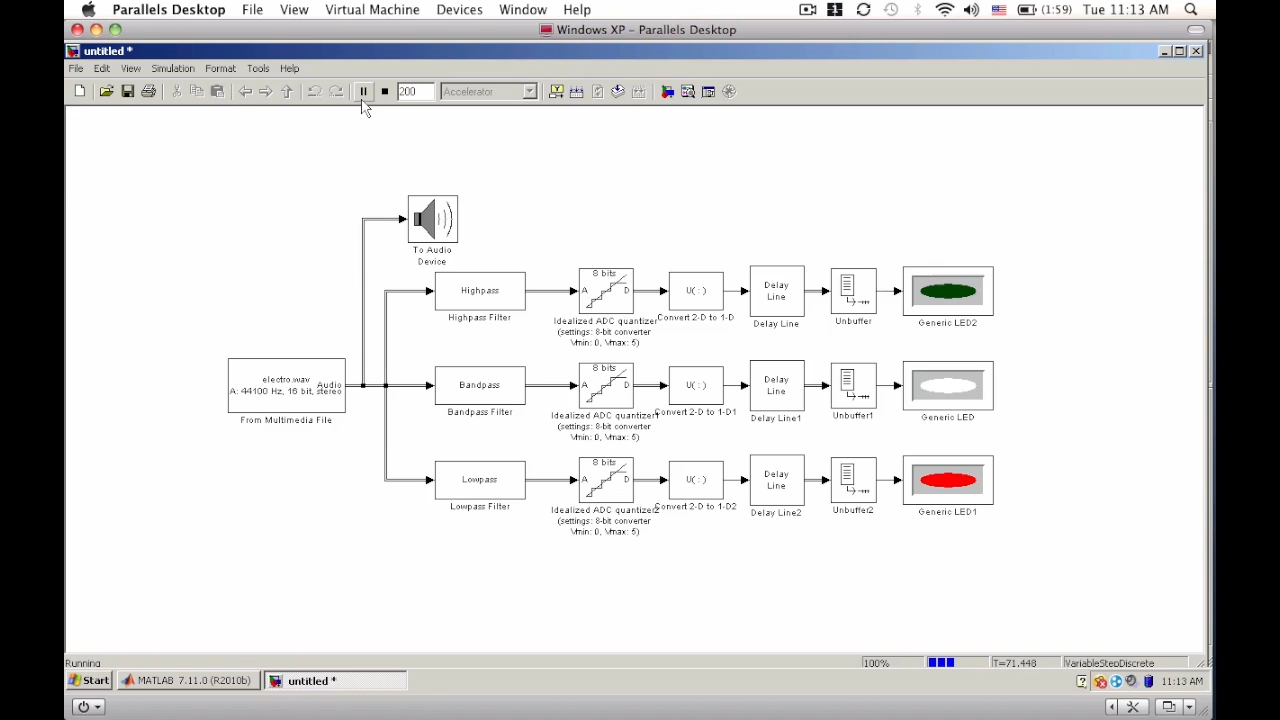 Parallels Desktop File View Virtual Machine Devices Window Help (1:59) Tue 11:13 AM
Windows XP - Parallels Desktop
untitled *
File Edit View Simulation Format Tools Help
200 Accelerator
To Audio
Device
Highpass
Highpass Filter
8 bits
A D
Idealized ADC quantizer
(settings: 8-bit converter
Vmin: 0, Vmax: 5)
U( : )
Convert 2-D to 1-D
Delay
Line
Delay Line
Unbuffer
Generic LED2
electro.wav
A: 44100 Hz, 16 bit, stereo
Audio
From Multimedia File
Bandpass
Bandpass Filter
8 bits
A D
Idealized ADC quantizer1
(settings: 8-bit converter
Vmin: 0, Vmax: 5)
U( : )
Convert 2-D to 1-D1
Delay
Line
Delay Line1
Unbuffer1
Generic LED
Lowpass
Lowpass Filter
8 bits
A D
Idealized ADC quantizer2
(settings: 8-bit converter
Vmin: 0, Vmax: 5)
U( : )
Convert 2-D to 1-D2
Delay
Line
Delay Line2
Unbuffer2
Generic LED1
Running 100% T=71.448 VariableStepDiscrete
Start MATLAB 7.11.0 (R2010b) untitled * 11:13 AM